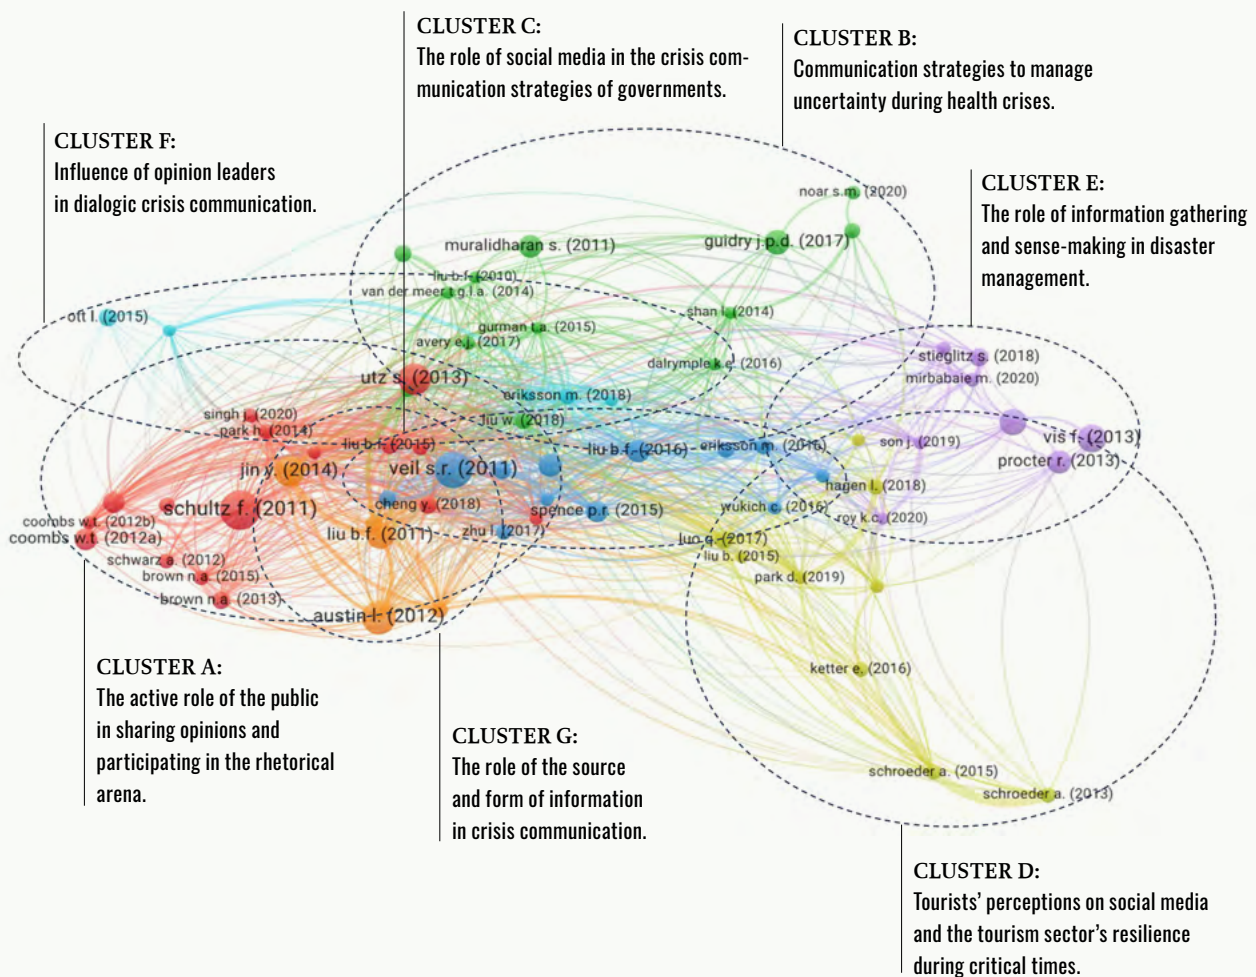 CLUSTER C:
The role of social media in the crisis com-
munication strategies of governments.
CLUSTER B:
Communication strategies to manage
uncertainty during health crises.
CLUSTER F:
Influence of opinion leaders
in dialogic crisis communication.
CLUSTER E:
The role of information gathering
and sense-making in disaster
management.
noar s.m. (2020)
guidry j.p.d. (2017)
muralidharan s. (2011)
liu b.f. (2010)
van der meer t.g.l.a. (2014)
ott l. (2015)
shan l. (2014)
gurman t.a. (2015)
avery e.j. (2017)
stieglitz s. (2018)
dalrymple k.e. (2016)
utz s. (2013)
mirbabaie m. (2020)
eriksson m. (2018)
singh j. (2020)
liu w. (2018)
park h. (2014)
liu b.f. (2015)
liu b.f. (2016)
eriksson m. (2016)
son j. (2019)
vis f. (2013)
procter r. (2013)
jin y. (2014)
veil s.r. (2011)
hagen l. (2018)
cheng y. (2018)
schultz f. (2011)
spence p.r. (2015)
wukich c. (2016)
roy k.c. (2020)
coombs w.t. (2012b)
coombs w.t. (2012a)
liu b.f. (2011)
zhu l. (2017)
luo q. (2017)
liu b. (2015)
schwarz a. (2012)
brown n.a. (2015)
park d. (2019)
brown n.a. (2013)
austin l. (2012)
ketter e. (2016)
schroeder a. (2015)
schroeder a. (2013)
CLUSTER A:
The active role of the public
in sharing opinions and
participating in the rhetorical
arena.
CLUSTER G:
The role of the source
and form of information
in crisis communication.
CLUSTER D:
Tourists’ perceptions on social media
and the tourism sector’s resilience
during critical times.